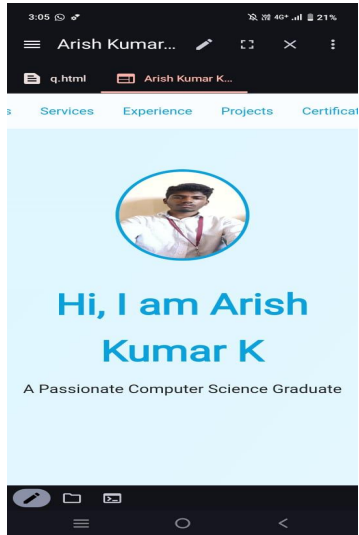 3:05 4G+ 21%
Arish Kumar...
q.html Arish Kumar K...
s Services Experience Projects Certificat
Hi, I am Arish
Kumar K
A Passionate Computer Science Graduate